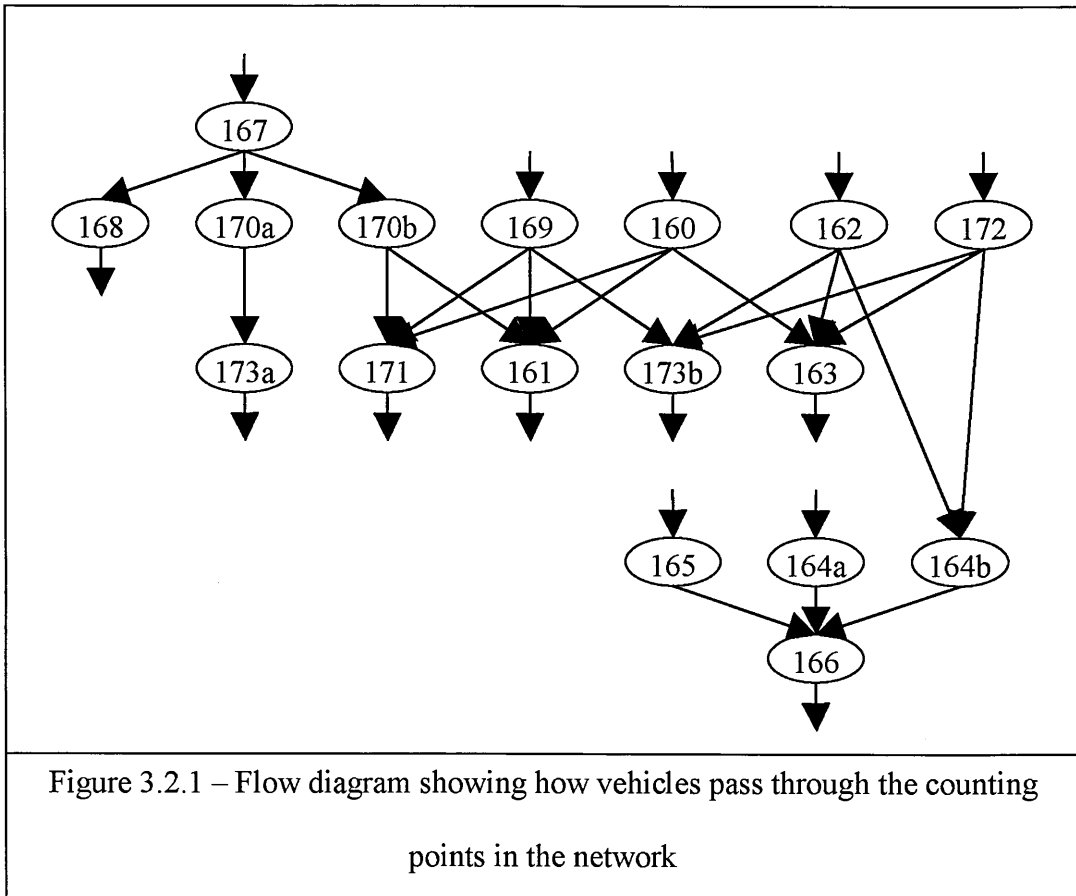 167
168 170a 170b 169 160 162 172
173a 171 161 173b 163
165 164a 164b
166
Figure 3.2.1 – Flow diagram showing how vehicles pass through the counting
points in the network